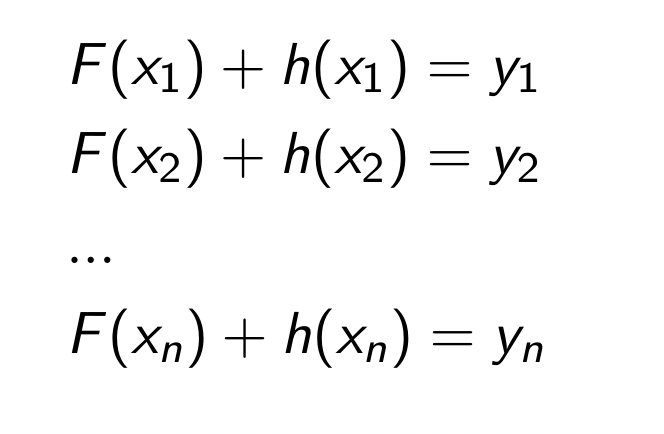 F(x₁) + h(x₁) = y₁
F(x₂) + h(x₂) = y₂
...
F(xₙ) + h(xₙ) = yₙ